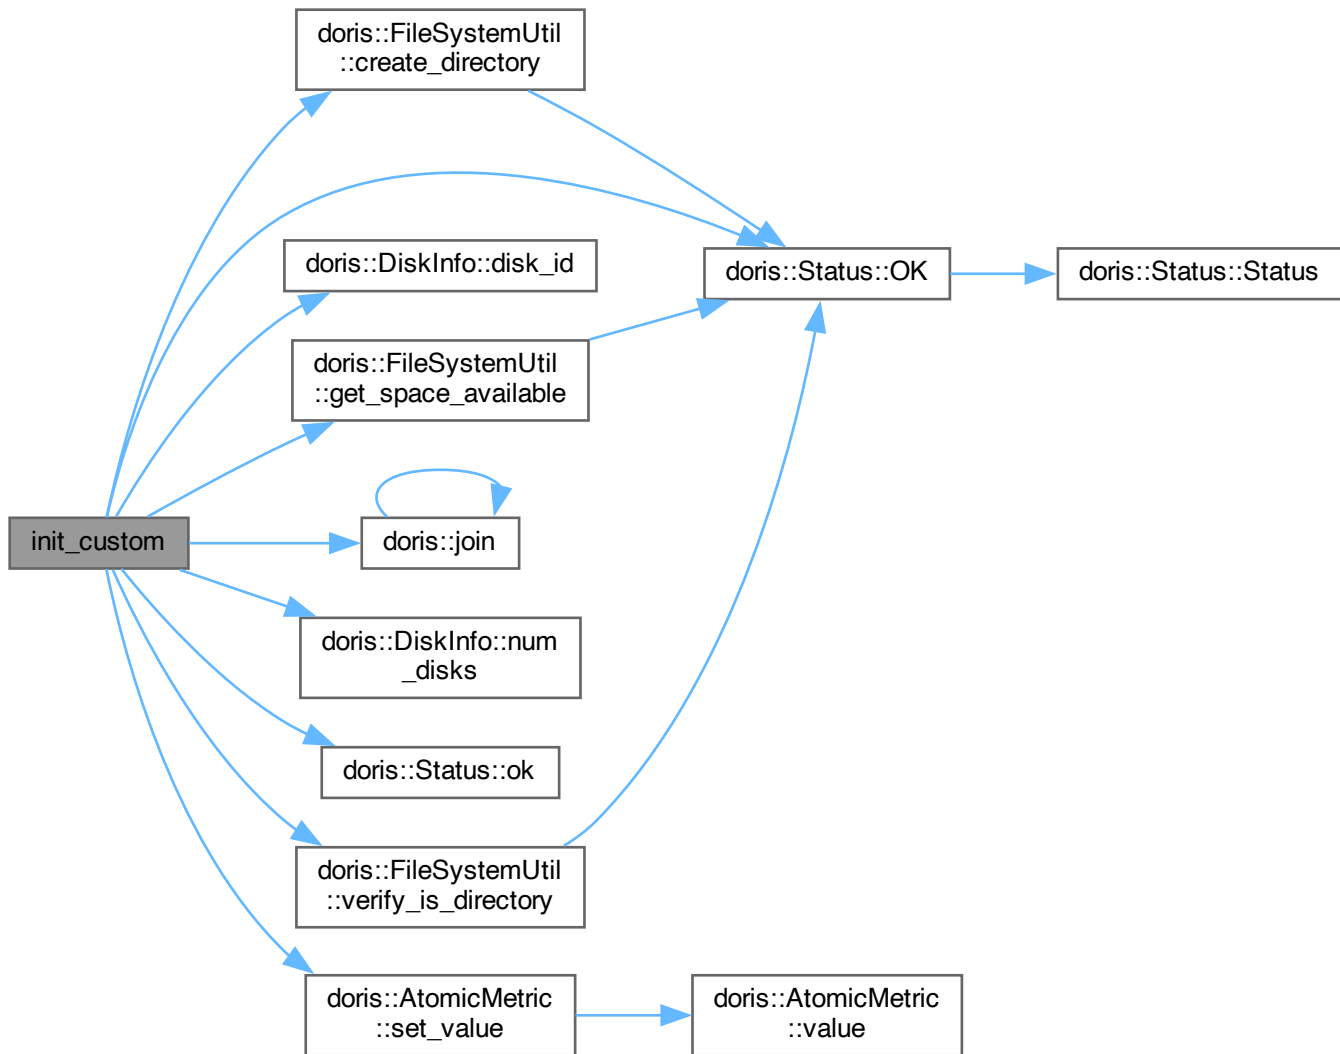 doris::FileSystemUtil
::create_directory
doris::DiskInfo::disk_id
doris::Status::OK
doris::Status::Status
doris::FileSystemUtil
::get_space_available
init_custom
doris::join
doris::DiskInfo::num
_disks
doris::Status::ok
doris::FileSystemUtil
::verify_is_directory
doris::AtomicMetric
::set_value
doris::AtomicMetric
::value